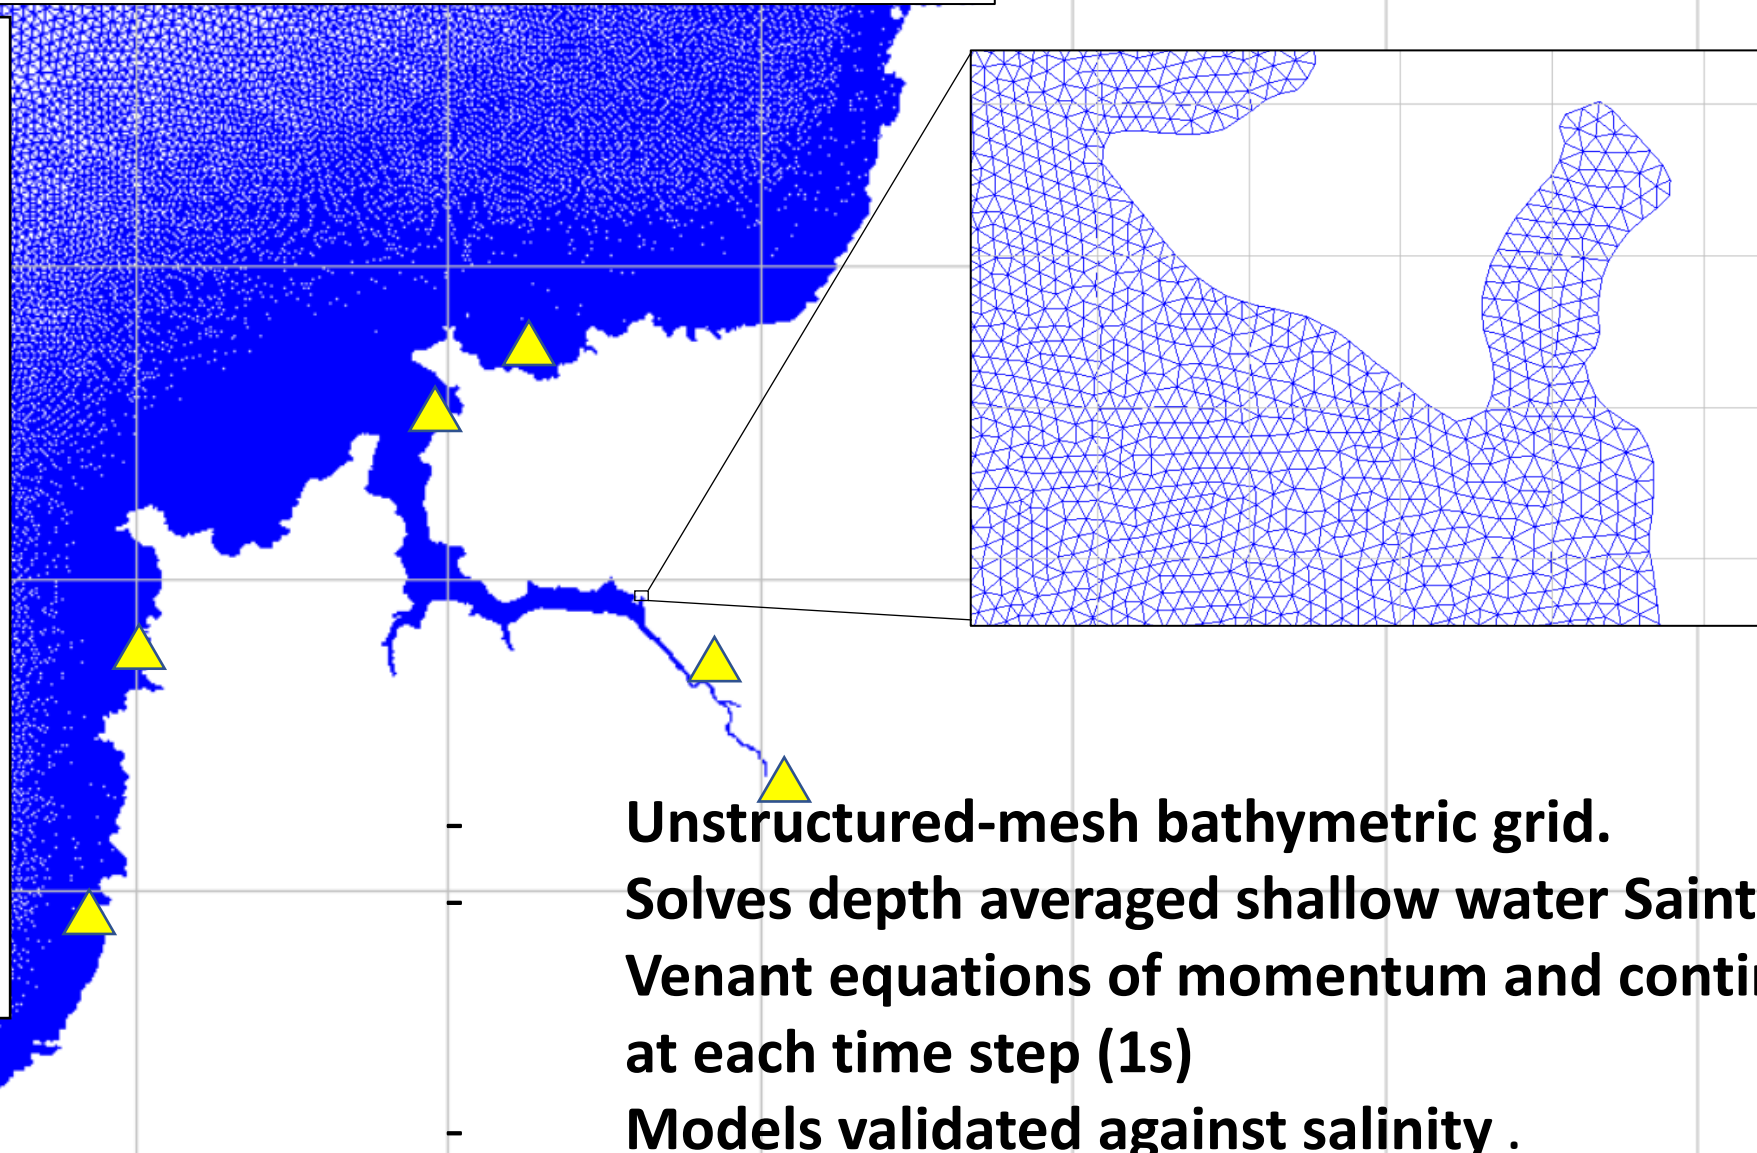 - Unstructured-mesh bathymetric grid.
- Solves depth averaged shallow water Saint
Venant equations of momentum and conti
at each time step (1s)
- Models validated against salinity .